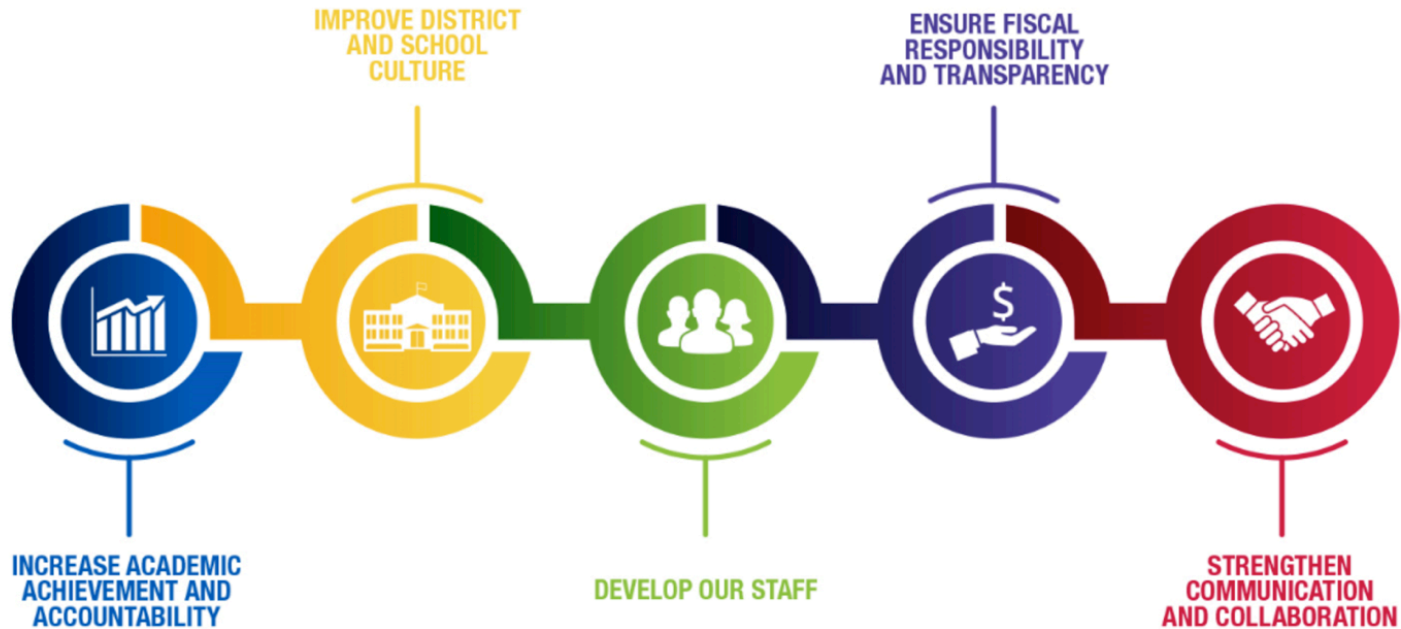 IMPROVE DISTRICT
AND SCHOOL
CULTURE
ENSURE FISCAL
RESPONSIBILITY
AND TRANSPARENCY
$
INCREASE ACADEMIC
ACHIEVEMENT AND
ACCOUNTABILITY
DEVELOP OUR STAFF
STRENGTHEN
COMMUNICATION
AND COLLABORATION